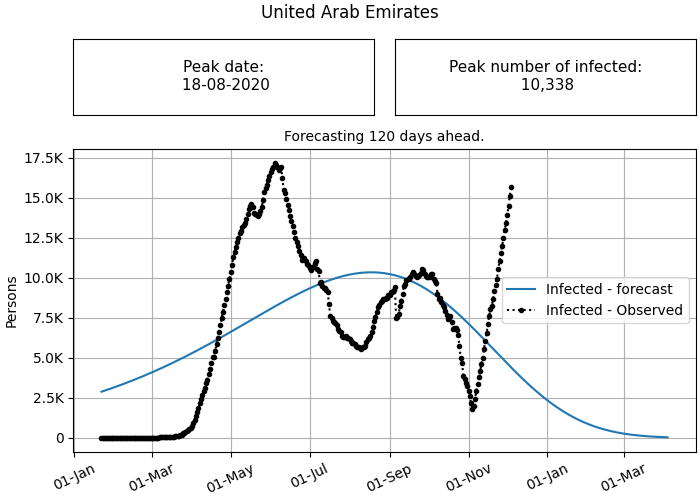 United Arab Emirates
Peak date:
18-08-2020
Peak number of infected:
10,338
Forecasting 120 days ahead.
17.5K
15.0K
12.5K
10.0K
7.5K
5.0K
2.5K
0
Persons
Infected - forecast
Infected - Observed
01-Jan
01-Mar
01-May
01-Jul
01-Sep
01-Nov
01-Jan
01-Mar